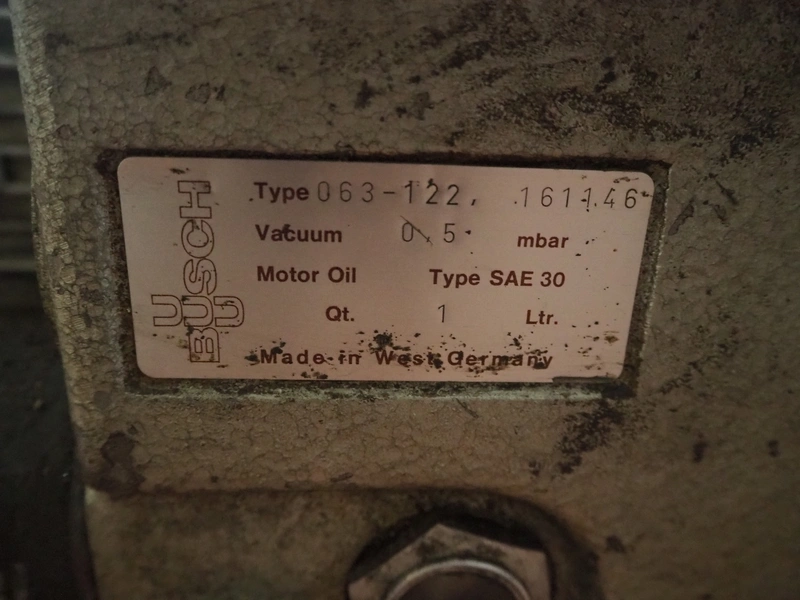 BUSCH
Type 063-122, 161146
Vacuum 0,5 mbar
Motor Oil Type SAE 30
Qt. 1 Ltr.
Made in West Germany